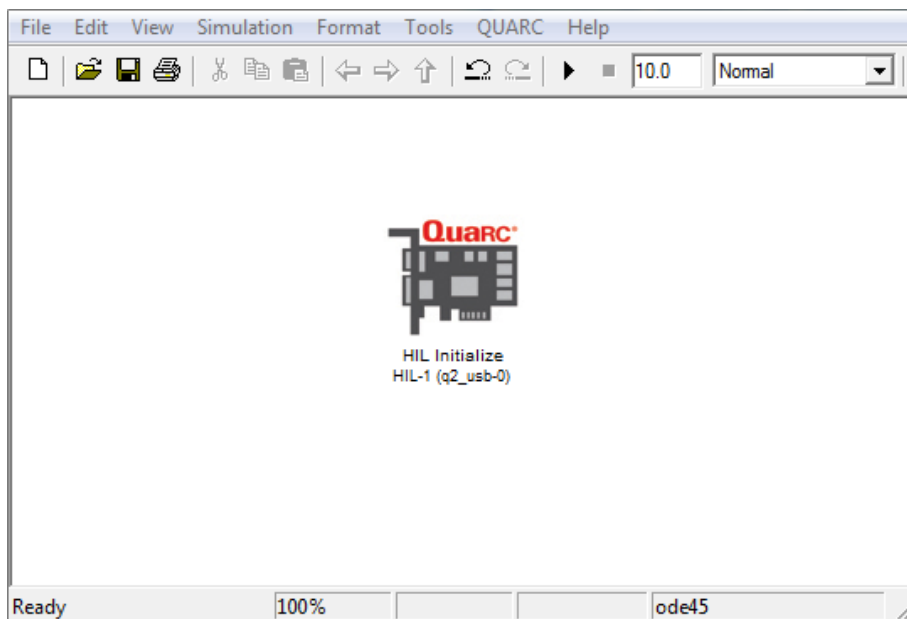 File Edit View Simulation Format Tools QUARC Help
10.0 Normal
QUARC®
HIL Initialize
HIL-1 (q2_usb-0)
Ready 100% ode45